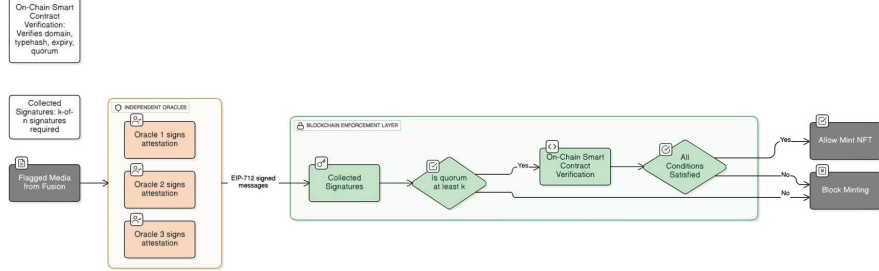 On-Chain Smart
Contract
Verification:
Verifies domain,
typehash, expiry,
quorum
Collected
Signatures: k-of-
n signatures
required
Flagged Media
from Fusion
INDEPENDENT ORACLES
Oracle 1 signs
attestation
Oracle 2 signs
attestation
Oracle 3 signs
attestation
EIP-712 signed
messages
BLOCKCHAIN ENFORCEMENT LAYER
Collected
Signatures
Is quorum
at least k
Yes
On-Chain Smart
Contract
Verification
All
Conditions
Satisfied
Yes
No
No
Allow Mint NFT
Block Minting